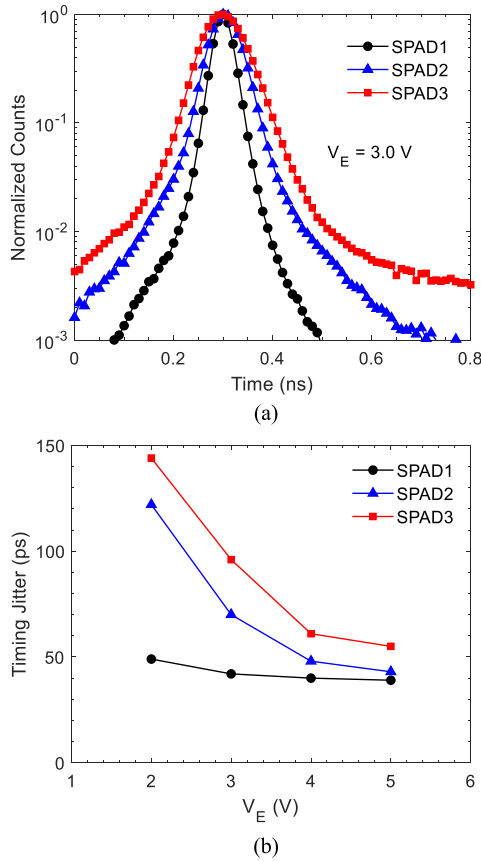 10^0
10^-1
10^-2
10^-3
Normalized Counts
SPAD1
SPAD2
SPAD3
V_E = 3.0 V
0 0.2 0.4 0.6 0.8
Time (ns)
(a)
150
100
50
0
Timing Jitter (ps)
SPAD1
SPAD2
SPAD3
1 2 3 4 5 6
V_E (V)
(b)